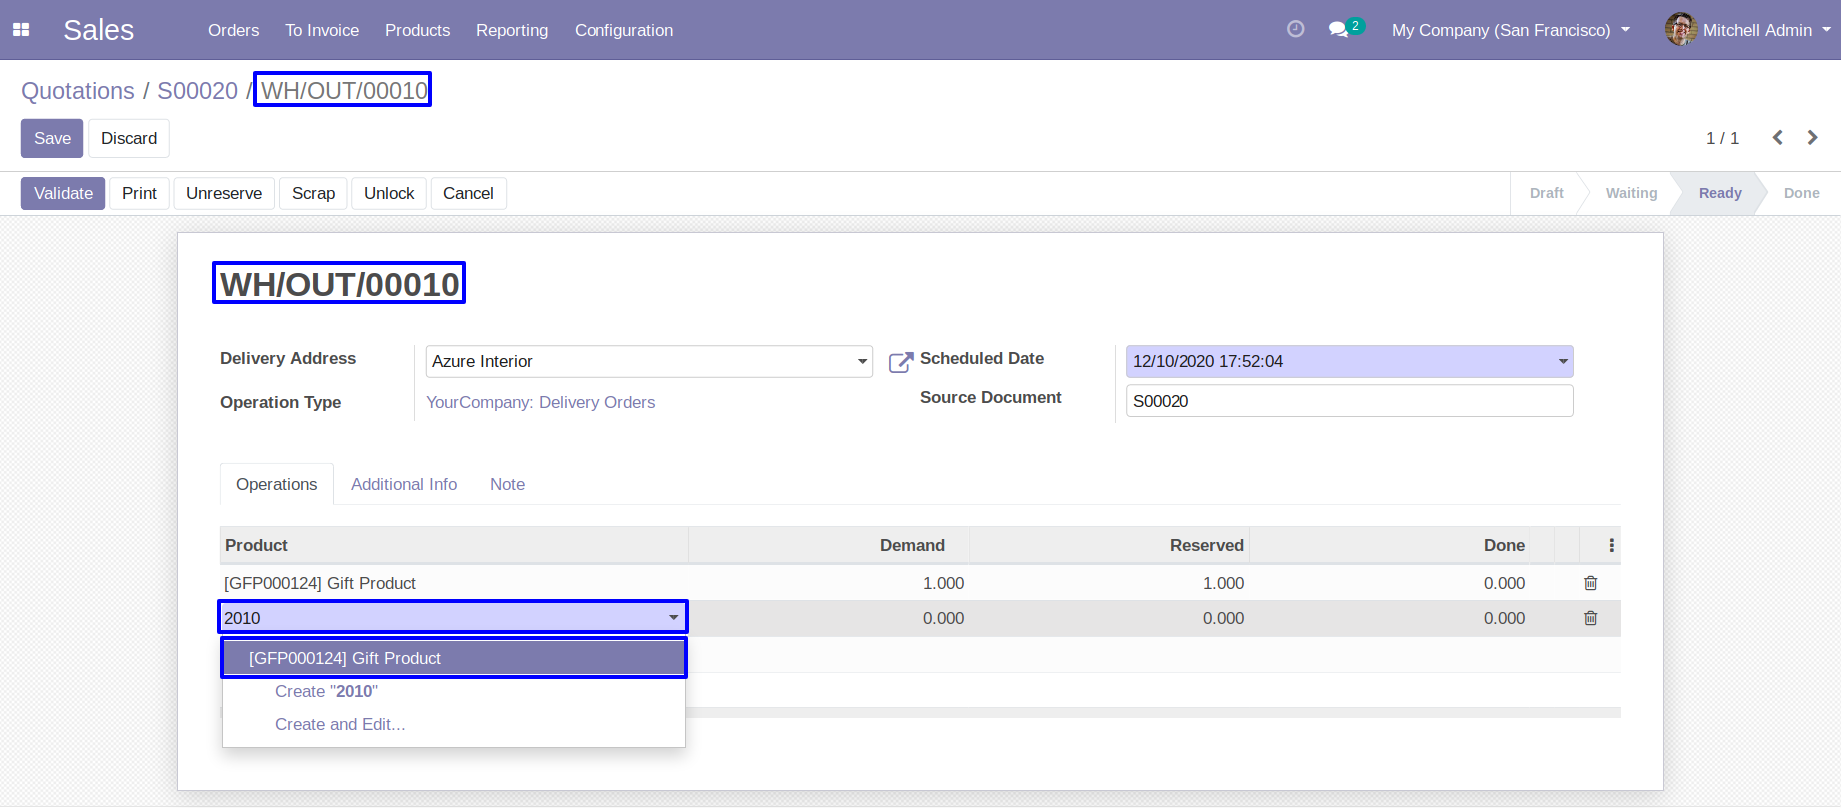 Sales Orders To Invoice Products Reporting Configuration 2 My Company (San Francisco) Mitchell Admin
Quotations / S00020 / WH/OUT/00010
Save Discard 1 / 1
Validate Print Unreserve Scrap Unlock Cancel Draft Waiting Ready Done
WH/OUT/00010
Delivery Address Azure Interior Scheduled Date 12/10/2020 17:52:04
Operation Type YourCompany: Delivery Orders Source Document S00020
Operations Additional Info Note
Product Demand Reserved Done
[GFP000124] Gift Product 1.000 1.000 0.000
2010 0.000 0.000 0.000
[GFP000124] Gift Product
Create "2010"
Create and Edit...